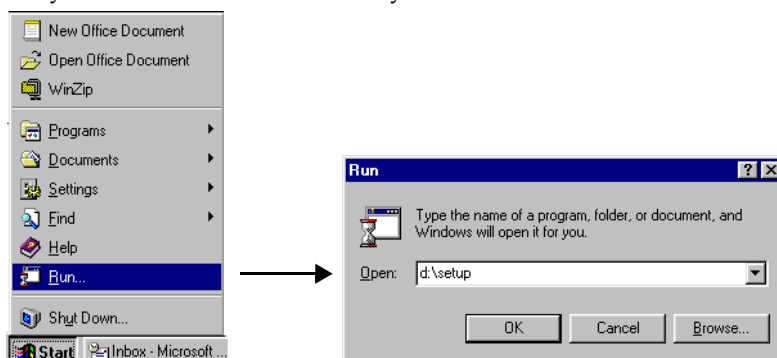 New Office Document
Open Office Document
WinZip
Programs
Documents
Settings
Find
Help
Run...
Shut Down...
Start
Inbox - Microsoft ...
Run
Type the name of a program, folder, or document, and
Windows will open it for you.
Open:
d:\setup
OK
Cancel
Browse...